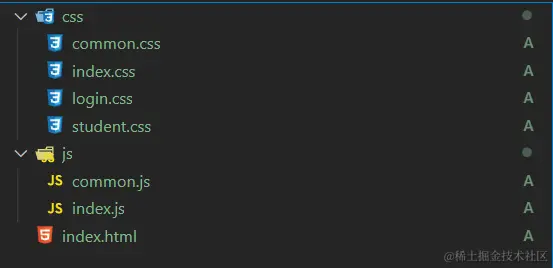 css
common.css A
index.css A
login.css A
student.css A
js
JS common.js A
JS index.js A
index.html A
@稀土掘金技术社区